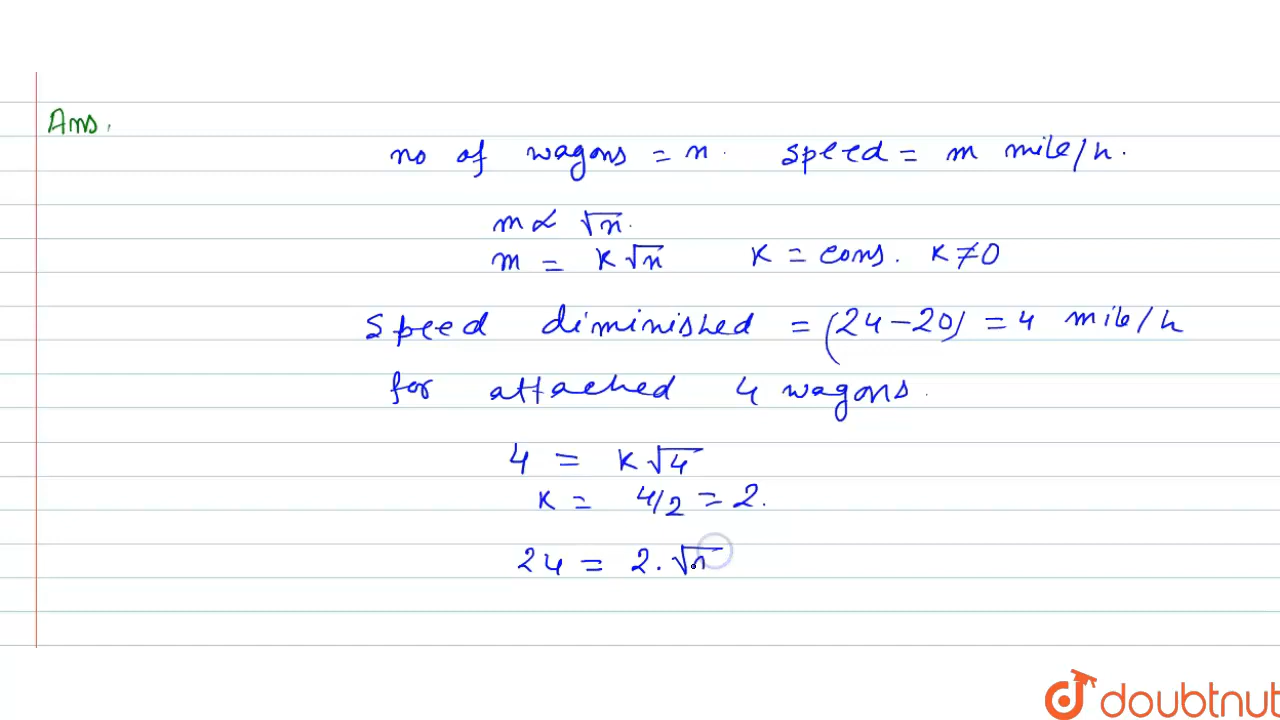 Ans.
no of wagons = n. speed = m mile/h.
m ∝ √n.
m = k√n k = cons. k ≠ 0
Speed diminished = (24-20) = 4 mile/h
for attached 4 wagons.
4 = k√4
k = 4/2 = 2.
24 = 2.√n
doubtnut